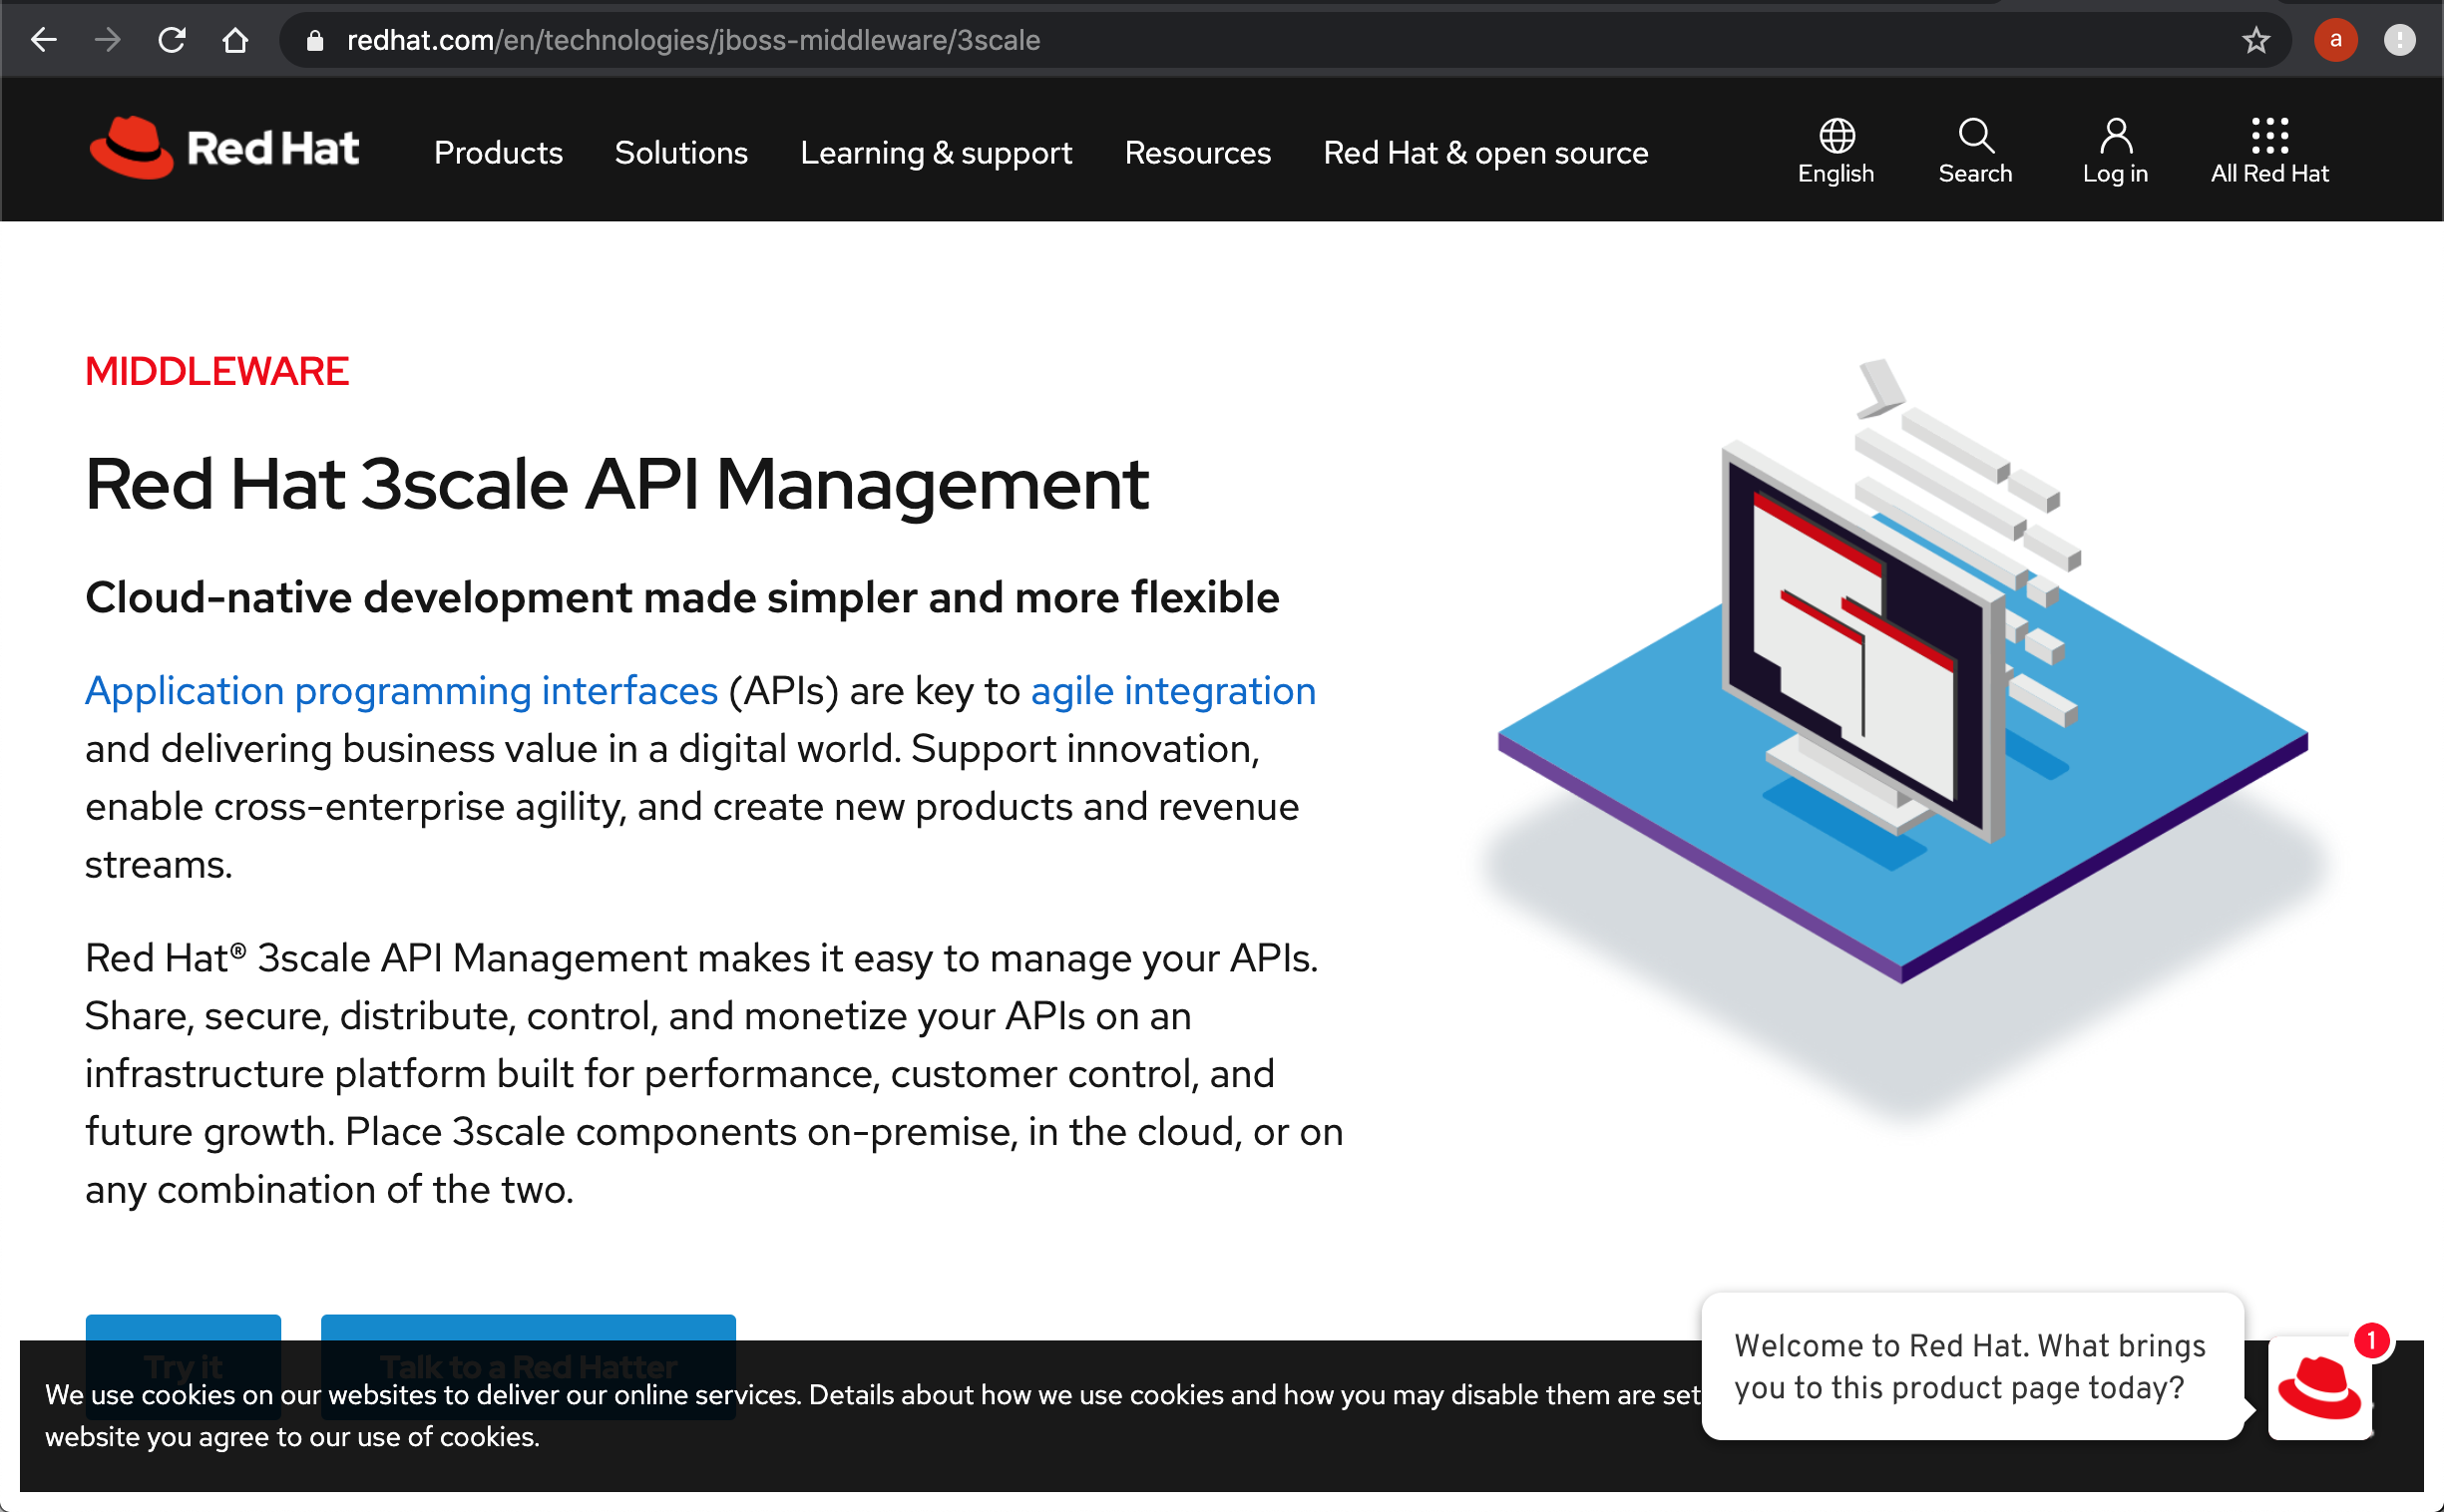 redhat.com/en/technologies/jboss-middleware/3scale
a
Red Hat
Products
Solutions
Learning & support
Resources
Red Hat & open source
English
Search
Log in
All Red Hat
MIDDLEWARE
Red Hat 3scale API Management
Cloud-native development made simpler and more flexible
Application programming interfaces (APIs) are key to agile integration
and delivering business value in a digital world. Support innovation,
enable cross-enterprise agility, and create new products and revenue
streams.
Red Hat® 3scale API Management makes it easy to manage your APIs.
Share, secure, distribute, control, and monetize your APIs on an
infrastructure platform built for performance, customer control, and
future growth. Place 3scale components on-premise, in the cloud, or on
any combination of the two.
Try it
Talk to a Red Hatter
We use cookies on our websites to deliver our online services. Details about how we use cookies and how you may disable them are set
website you agree to our use of cookies.
Welcome to Red Hat. What brings
you to this product page today?
1